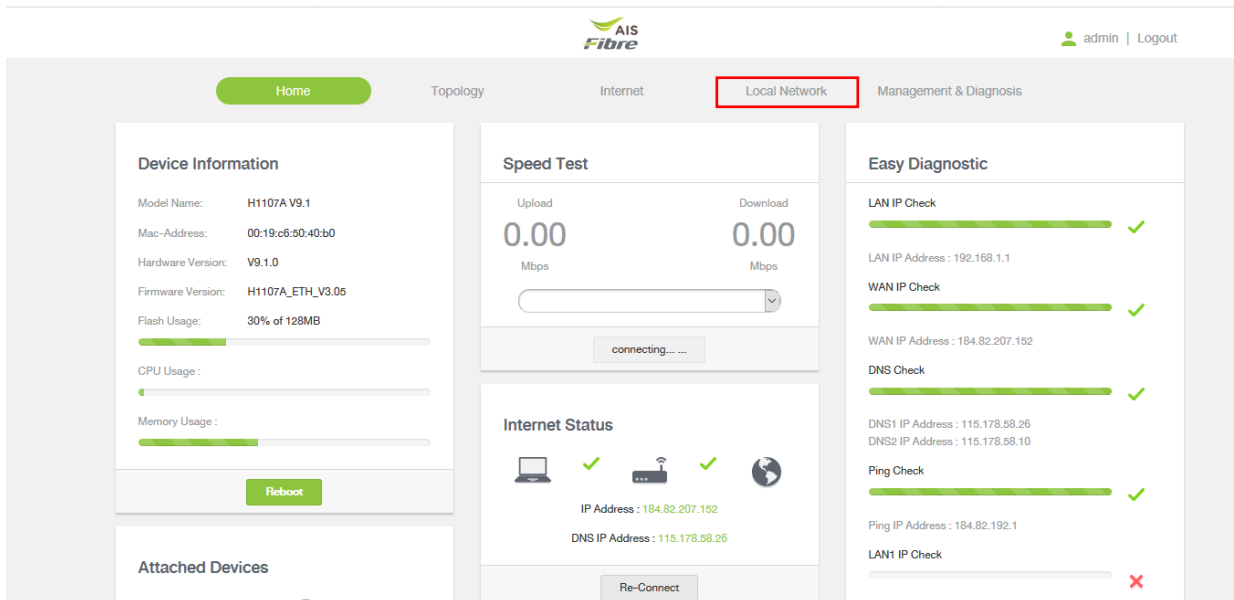 AIS
Fibre
admin | Logout
Home
Topology
Internet
Local Network
Management & Diagnosis
Device Information
Model Name: H1107A V9.1
Mac-Address: 00:19:c6:50:40:b0
Hardware Version: V9.1.0
Firmware Version: H1107A_ETH_V3.05
Flash Usage: 30% of 128MB
CPU Usage :
Memory Usage :
Reboot
Attached Devices
Speed Test
Upload Download
0.00 0.00
Mbps Mbps
connecting... ...
Internet Status
IP Address : 184.82.207.152
DNS IP Address : 115.178.58.26
Re-Connect
Easy Diagnostic
LAN IP Check
LAN IP Address : 192.168.1.1
WAN IP Check
WAN IP Address : 184.82.207.152
DNS Check
DNS1 IP Address : 115.178.58.26
DNS2 IP Address : 115.178.58.10
Ping Check
Ping IP Address : 184.82.192.1
LAN1 IP Check